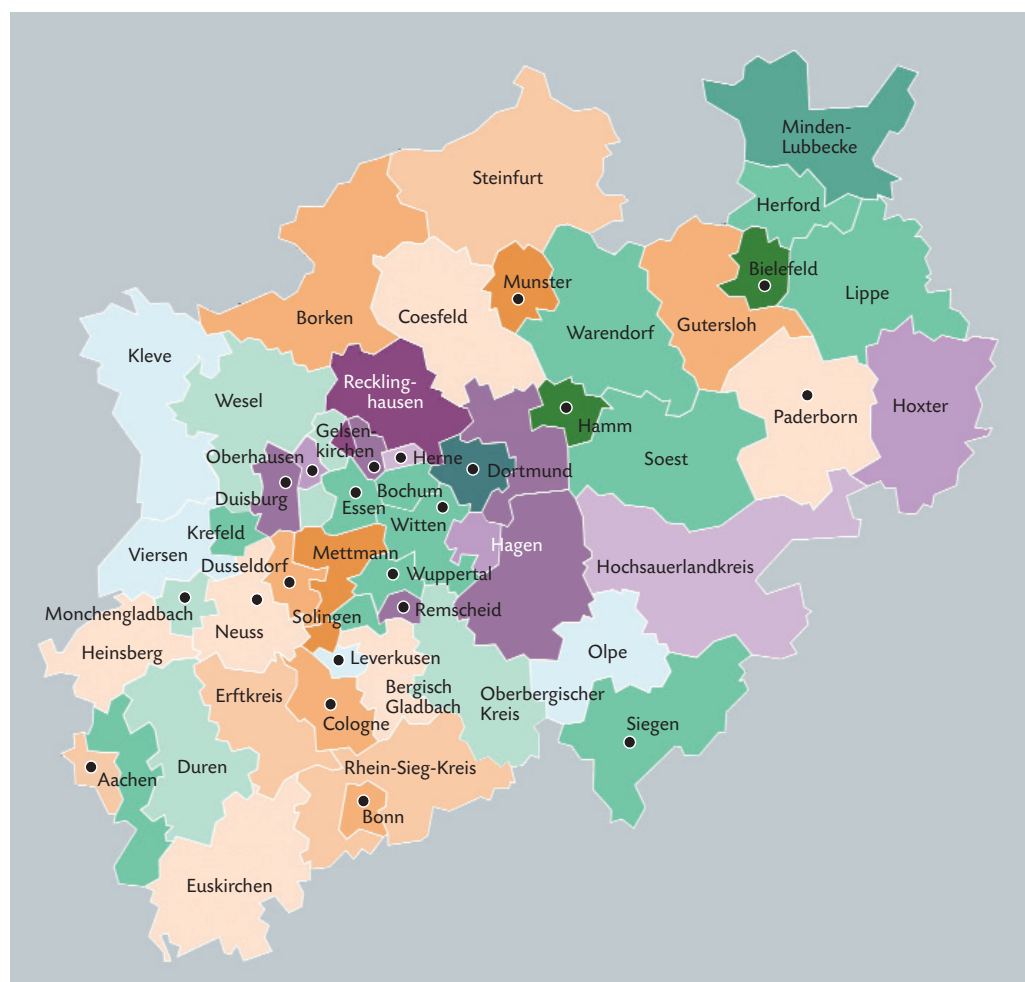 Minden-
Lubbecke
Steinfurt
Herford
Bielefeld
Munster
Lippe
Borken
Coesfeld
Warendorf
Gutersloh
Kleve
Reckling-
hausen
Wesel
Paderborn
Hoxter
Hamm
Gelsen-
kirchen
Oberhausen
Herne
Soest
Dortmund
Duisburg
Bochum
Essen
Witten
Krefeld
Viersen
Mettmann
Hagen
Dusseldorf
Wuppertal
Hochsauerlandkreis
Monchengladbach
Solingen
Remscheid
Neuss
Heinsberg
Leverkusen
Olpe
Erftkreis
Bergisch
Gladbach
Oberbergischer
Kreis
Cologne
Siegen
Duren
Rhein-Sieg-Kreis
Aachen
Bonn
Euskirchen